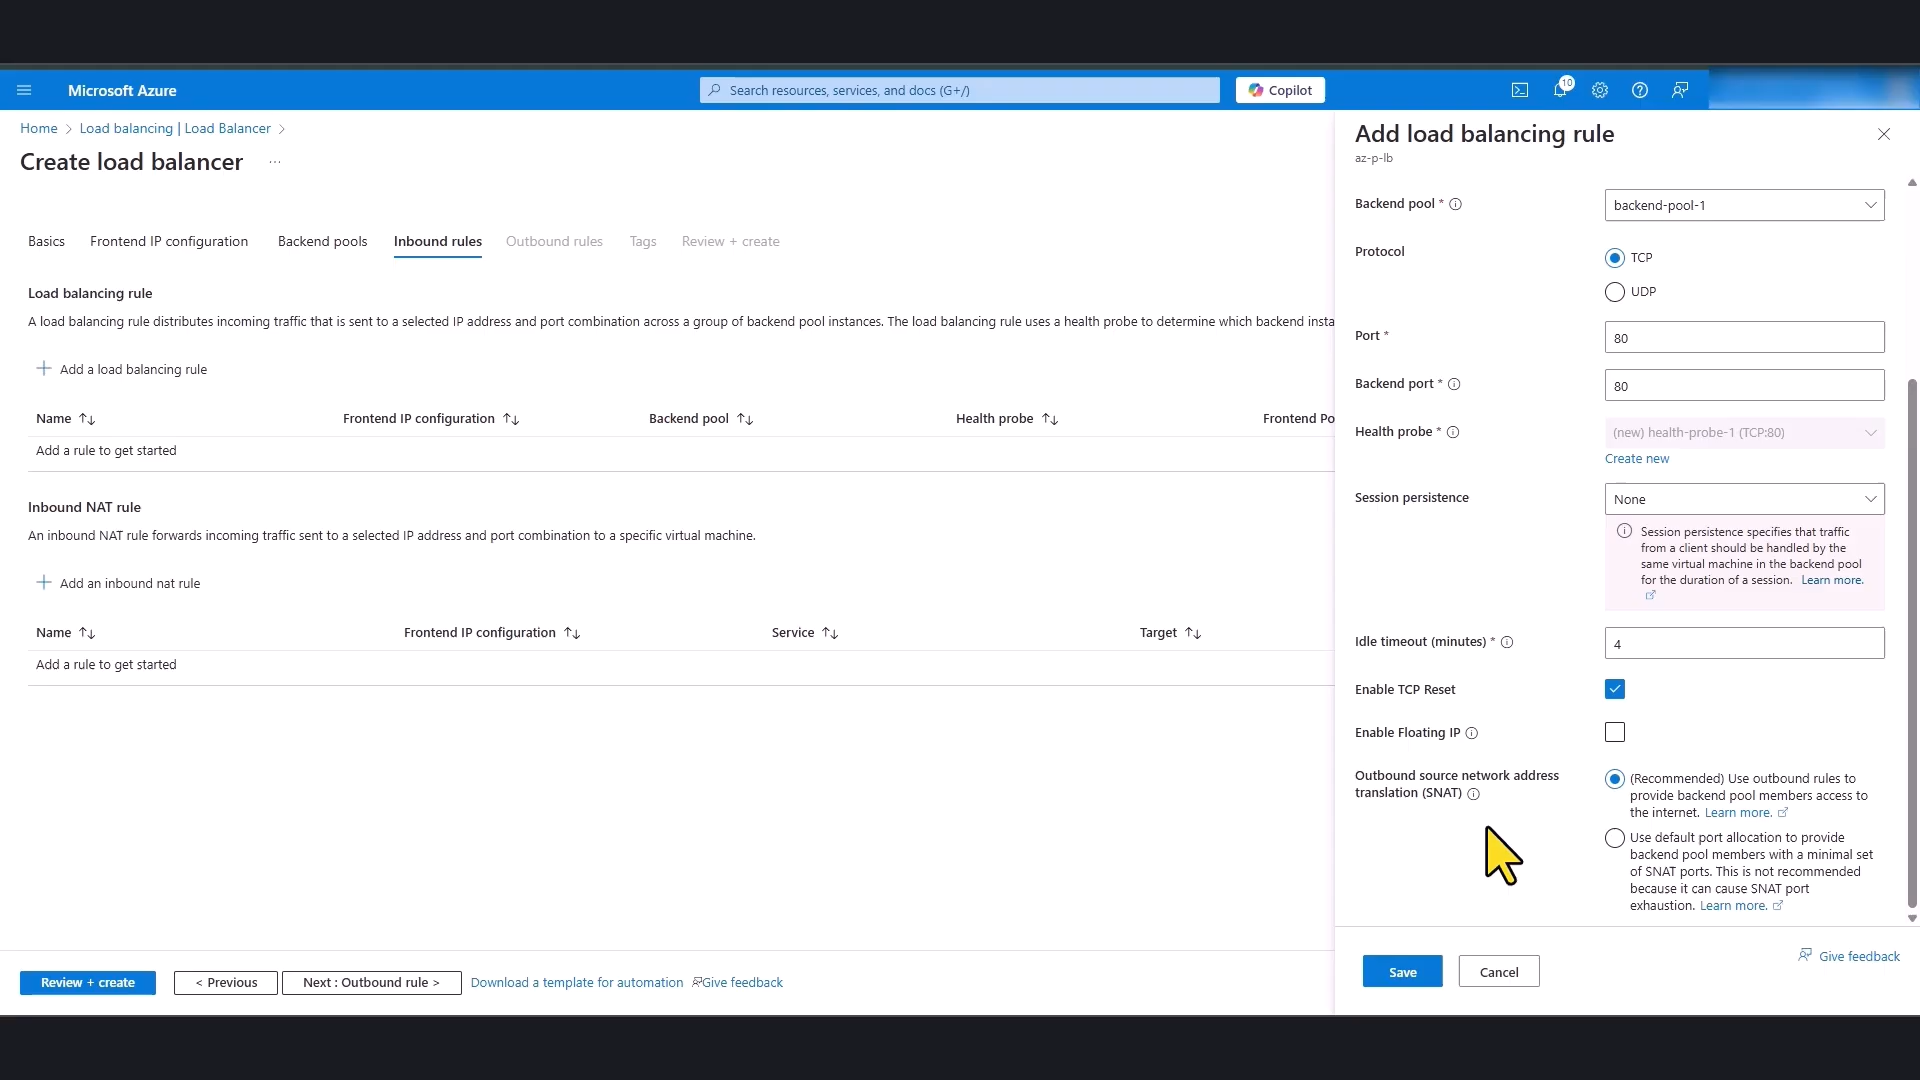 Microsoft Azure
Search resources, services, and docs (G+/)
Copilot
10
Home > Load balancing | Load Balancer >
Create load balancer ...
Basics
Frontend IP configuration
Backend pools
Inbound rules
Outbound rules
Tags
Review + create
Load balancing rule
A load balancing rule distributes incoming traffic that is sent to a selected IP address and port combination across a group of backend pool instances. The load balancing rule uses a health probe to determine which backend insta
Add a load balancing rule
Name
Frontend IP configuration
Backend pool
Health probe
Frontend Po
Add a rule to get started
Inbound NAT rule
An inbound NAT rule forwards incoming traffic sent to a selected IP address and port combination to a specific virtual machine.
Add an inbound nat rule
Name
Frontend IP configuration
Service
Target
Add a rule to get started
Review + create
< Previous
Next : Outbound rule >
Download a template for automation
Give feedback
Add load balancing rule
az-p-lb
Backend pool *
backend-pool-1
Protocol
TCP
UDP
Port *
80
Backend port *
80
Health probe *
(new) health-probe-1 (TCP:80)
Create new
Session persistence
None
Session persistence specifies that traffic
from a client should be handled by the
same virtual machine in the backend pool
for the duration of a session. Learn more.
Idle timeout (minutes) *
4
Enable TCP Reset
Enable Floating IP
Outbound source network address
translation (SNAT)
(Recommended) Use outbound rules to
provide backend pool members access to
the internet. Learn more.
Use default port allocation to provide
backend pool members with a minimal set
of SNAT ports. This is not recommended
because it can cause SNAT port
exhaustion. Learn more.
Save
Cancel
Give feedback